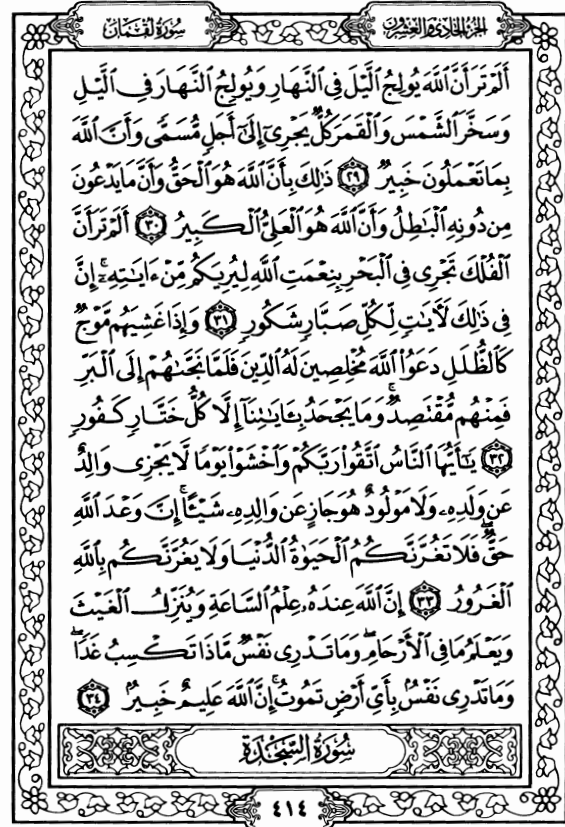 الجزء الحادي والعشرون
سورة لقمان
أَلَمْ تَرَ أَنَّ ٱللَّهَ يُولِجُ ٱلَّيْلَ فِى ٱلنَّهَارِ وَيُولِجُ ٱلنَّهَارَ فِى ٱلَّيْلِ
وَسَخَّرَ ٱلشَّمْسَ وَٱلْقَمَرَ كُلٌّ يَجْرِىٓ إِلَىٰٓ أَجَلٍ مُّسَمًّى وَأَنَّ ٱللَّهَ
بِمَا تَعْمَلُونَ خَبِيرٌ ٢٩ ذَٰلِكَ بِأَنَّ ٱللَّهَ هُوَ ٱلْحَقُّ وَأَنَّ مَا يَدْعُونَ
مِن دُونِهِ ٱلْبَٰطِلُ وَأَنَّ ٱللَّهَ هُوَ ٱلْعَلِىُّ ٱلْكَبِيرُ ٣٠ أَلَمْ تَرَ أَنَّ
ٱلْفُلْكَ تَجْرِى فِى ٱلْبَحْرِ بِنِعْمَتِ ٱللَّهِ لِيُرِيَكُم مِّنْ ءَايَٰتِهِۦٓ ۚ إِنَّ
فِى ذَٰلِكَ لَءَايَٰتٍ لِّكُلِّ صَبَّارٍ شَكُورٍ ٣١ وَإِذَا غَشِيَهُم مَّوْجٌ
كَٱلظُّلَلِ دَعَوُا۟ ٱللَّهَ مُخْلِصِينَ لَهُ ٱلدِّينَ فَلَمَّا نَجَّىٰهُمْ إِلَى ٱلْبَرِّ
فَمِنْهُم مُّقْتَصِدٌ ۚ وَمَا يَجْحَدُ بِـَٔايَٰتِنَآ إِلَّا كُلُّ خَتَّارٍ كَفُورٍ
٣٢ يَٰٓأَيُّهَا ٱلنَّاسُ ٱتَّقُوا۟ رَبَّكُمْ وَٱخْشَوْا۟ يَوْمًا لَّا يَجْزِى وَالِدٌ
عَن وَلَدِهِۦ وَلَا مَوْلُودٌ هُوَ جَازٍ عَن وَالِدِهِۦ شَيْـًٔا ۚ إِنَّ وَعْدَ ٱللَّهِ
حَقٌّ ۖ فَلَا تَغُرَّنَّكُمُ ٱلْحَيَوٰةُ ٱلدُّنْيَا وَلَا يَغُرَّنَّكُم بِٱللَّهِ
ٱلْغَرُورُ ٣٣ إِنَّ ٱللَّهَ عِندَهُۥ عِلْمُ ٱلسَّاعَةِ وَيُنَزِّلُ ٱلْغَيْثَ
وَيَعْلَمُ مَا فِى ٱلْأَرْحَامِ ۖ وَمَا تَدْرِى نَفْسٌ مَّاذَا تَكْسِبُ غَدًا ۖ
وَمَا تَدْرِى نَفْسٌۢ بِأَىِّ أَرْضٍ تَمُوتُ ۚ إِنَّ ٱللَّهَ عَلِيمٌ خَبِيرٌۢ ٣٤
سُورَةُ السَّجْدَةِ
٤١٤